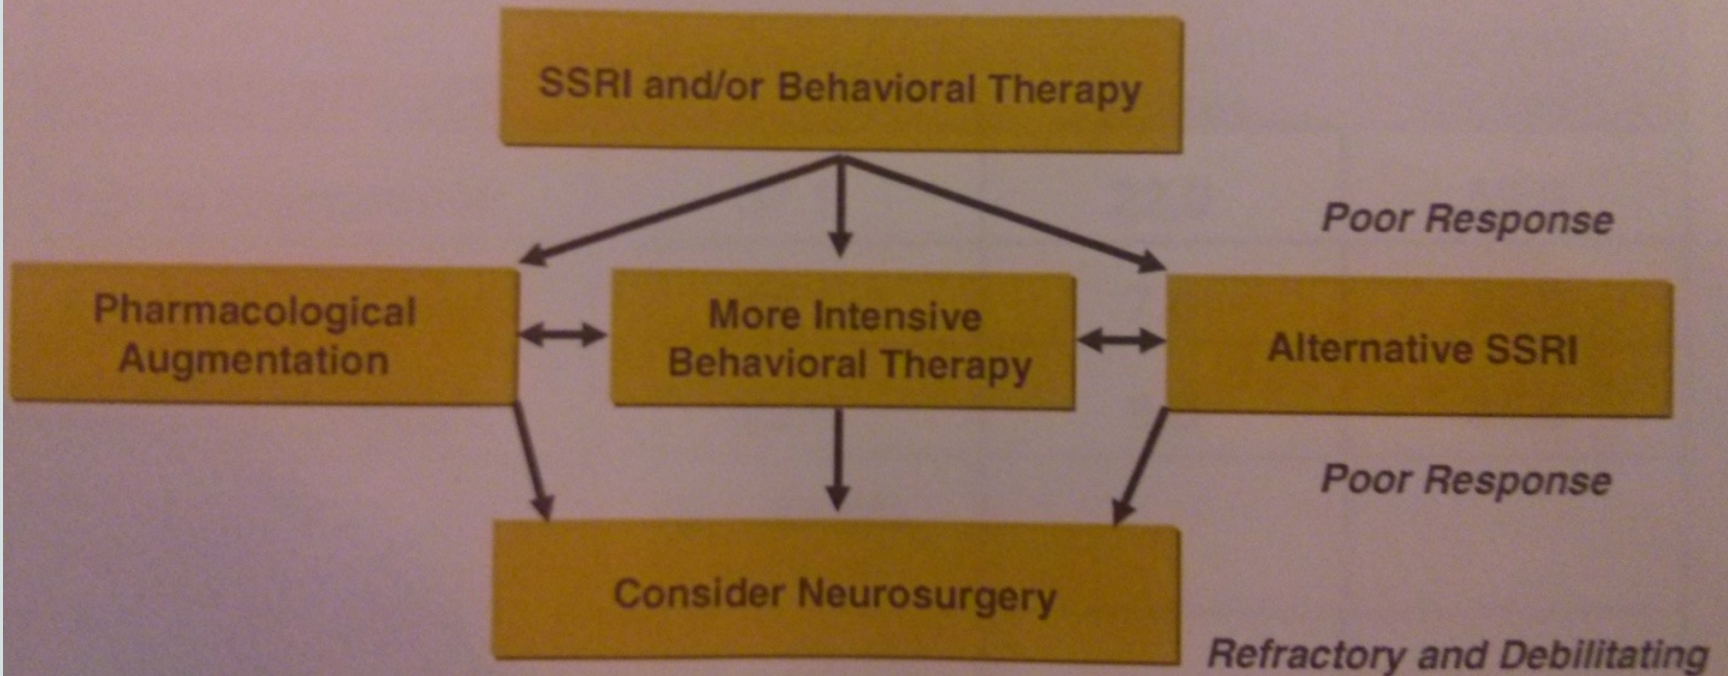 SSRI and/or Behavioral Therapy
Poor Response
Pharmacological
Augmentation
More Intensive
Behavioral Therapy
Alternative SSRI
Poor Response
Consider Neurosurgery
Refractory and Debilitating